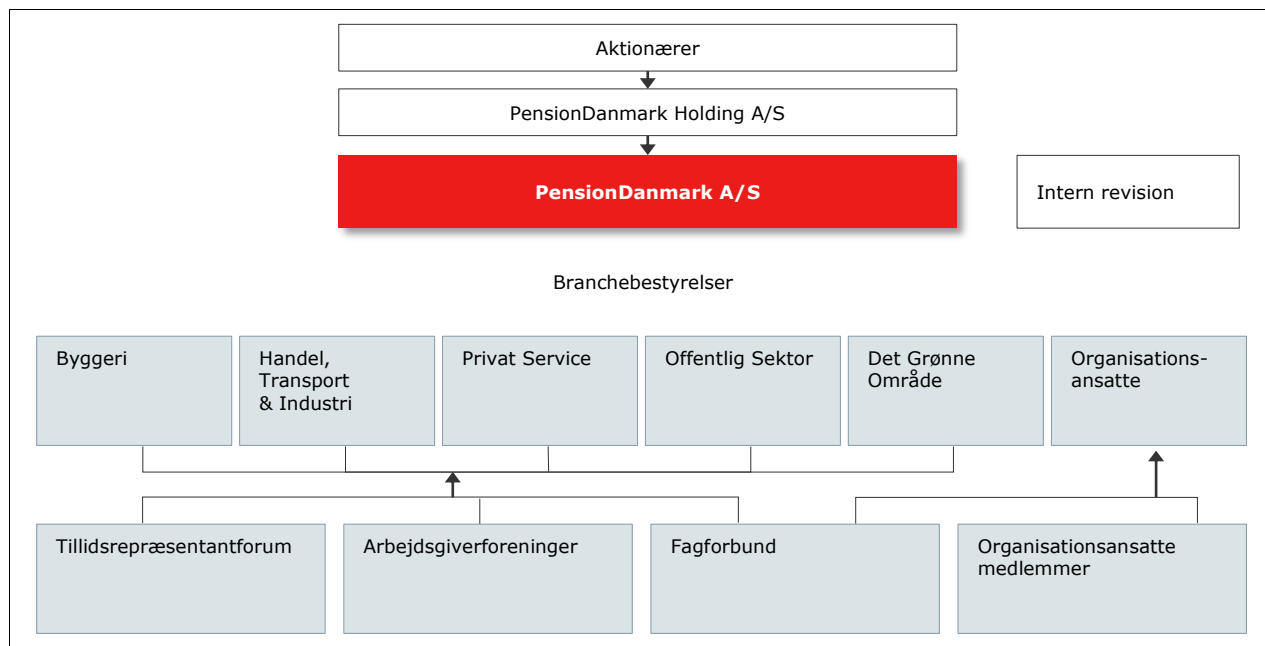 Aktionærer
PensionDanmark Holding A/S
PensionDanmark A/S
Intern revision
Branchebestyrelser
Byggeri
Handel,
Transport
& Industri
Privat Service
Offentlig Sektor
Det Grønne
Område
Organisations-
ansatte
Tillidsrepræsentantforum
Arbejdsgiverforeninger
Fagforbund
Organisationsansatte
medlemmer